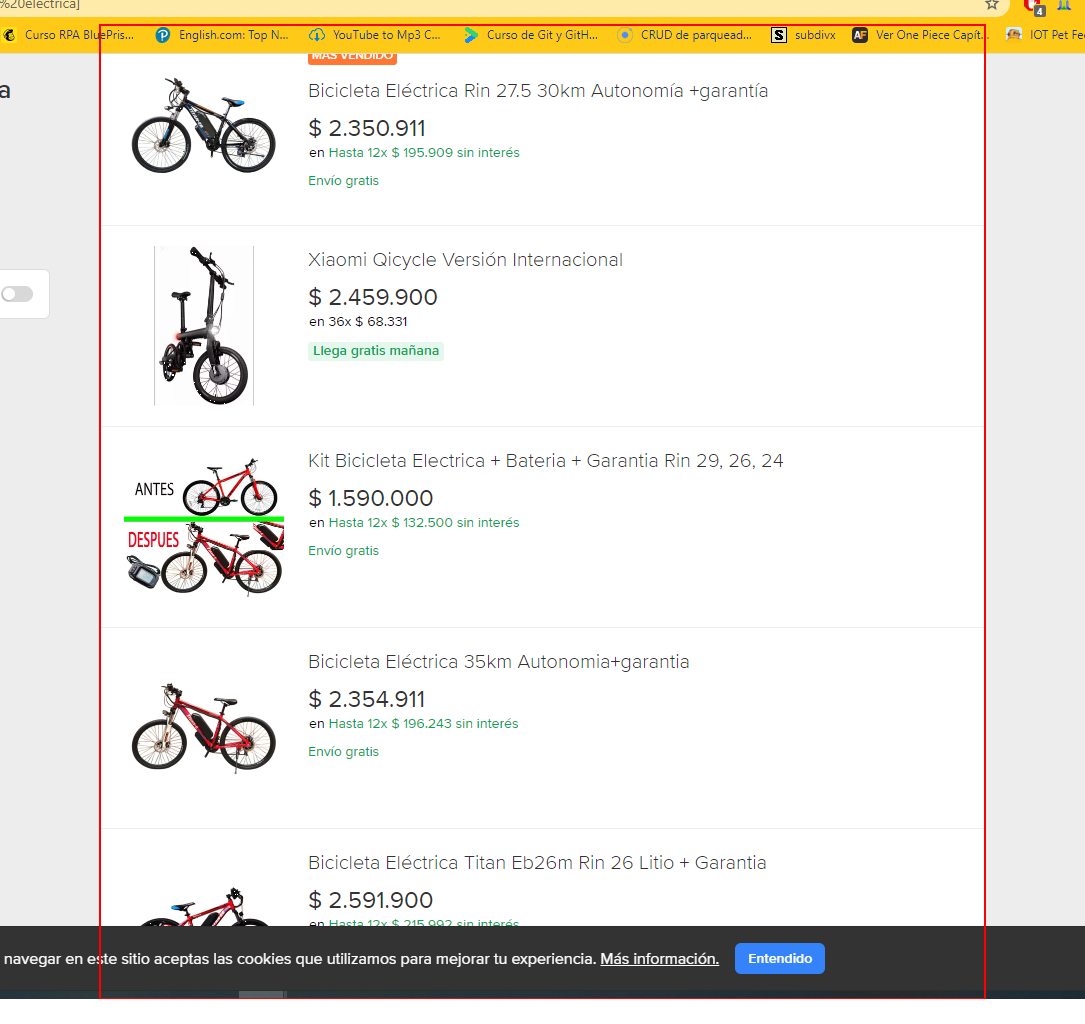 %20electrica]
4
Curso RPA BluePris...
English.com: Top N...
YouTube to Mp3 C...
Curso de Git y GitH...
CRUD de parquead...
S
subdivx
AF
Ver One Piece Capít...
IOT Pet Fee
a
MÁS VENDIDO
Bicicleta Eléctrica Rin 27.5 30km Autonomía +garantía
$ 2.350.911
en Hasta 12x $ 195.909 sin interés
Envío gratis
Xiaomi Qicycle Versión Internacional
$ 2.459.900
en 36x $ 68.331
Llega gratis mañana
ANTES
DESPUES
Kit Bicicleta Electrica + Bateria + Garantia Rin 29, 26, 24
$ 1.590.000
en Hasta 12x $ 132.500 sin interés
Envío gratis
Bicicleta Eléctrica 35km Autonomia+garantia
$ 2.354.911
en Hasta 12x $ 196.243 sin interés
Envío gratis
Bicicleta Eléctrica Titan Eb26m Rin 26 Litio + Garantia
$ 2.591.900
en Hasta 12x $ 215.992 sin interés
navegar en este sitio aceptas las cookies que utilizamos para mejorar tu experiencia. Más información.
Entendido